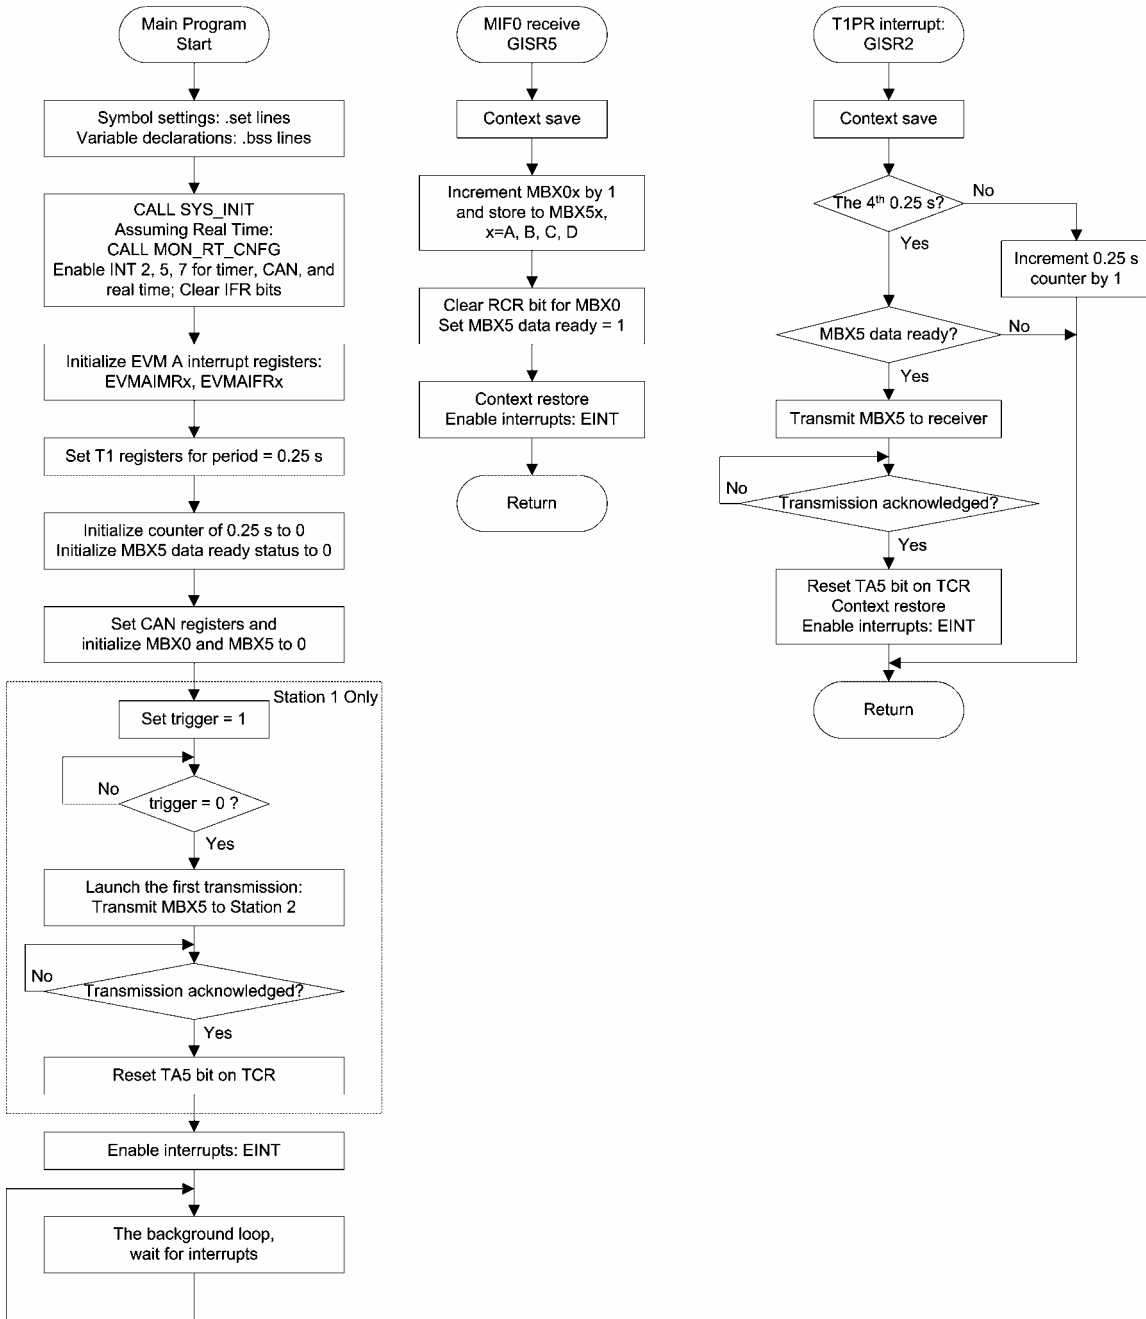 Main Program
Start
Symbol settings: .set lines
Variable declarations: .bss lines
CALL SYS_INIT
Assuming Real Time:
CALL MON_RT_CNFG
Enable INT 2, 5, 7 for timer, CAN, and
real time; Clear IFR bits
Initialize EVM A interrupt registers:
EVMAIMRx, EVMAIFRx
Set T1 registers for period = 0.25 s
Initialize counter of 0.25 s to 0
Initialize MBX5 data ready status to 0
Set CAN registers and
initialize MBX0 and MBX5 to 0
Station 1 Only
Set trigger = 1
No
trigger = 0 ?
Yes
Launch the first transmission:
Transmit MBX5 to Station 2
No
Transmission acknowledged?
Yes
Reset TA5 bit on TCR
Enable interrupts: EINT
The background loop,
wait for interrupts
MIF0 receive
GISR5
Context save
Increment MBX0x by 1
and store to MBX5x,
x=A, B, C, D
Clear RCR bit for MBX0
Set MBX5 data ready = 1
Context restore
Enable interrupts: EINT
Return
T1PR interrupt:
GISR2
Context save
The 4th 0.25 s?
No
Yes
Increment 0.25 s
counter by 1
MBX5 data ready?
No
Yes
Transmit MBX5 to receiver
No
Transmission acknowledged?
Yes
Reset TA5 bit on TCR
Context restore
Enable interrupts: EINT
Return